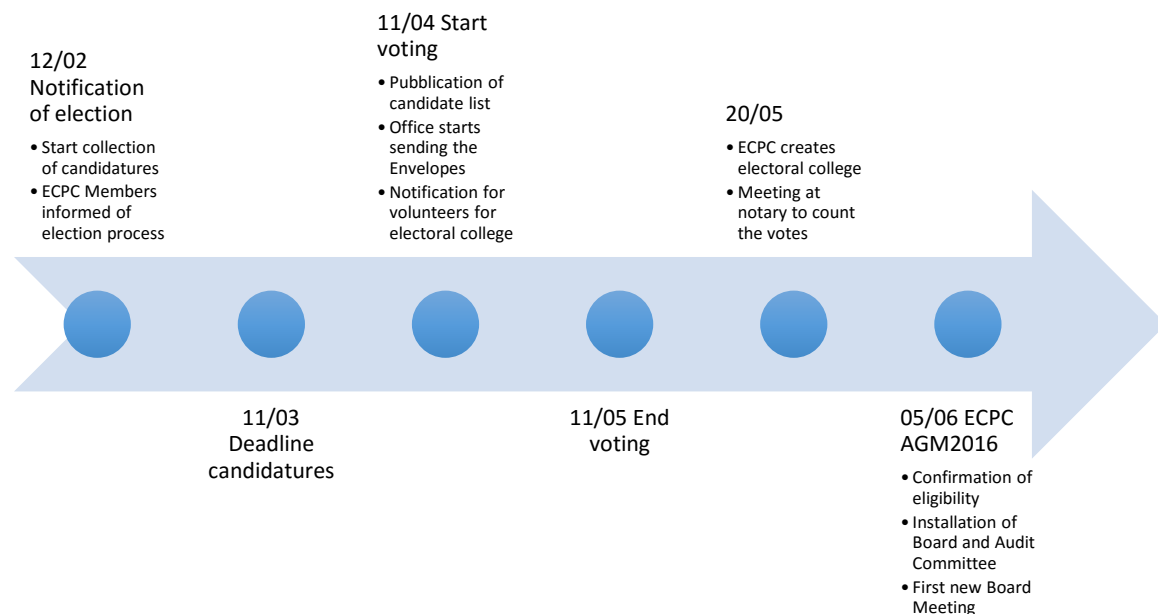 12/02
Notification
of election
• Start collection
of candidatures
• ECPC Members
informed of
election process
11/03
Deadline
candidatures
11/04 Start
voting
• Pubblication of
candidate list
• Office starts
sending the
Envelopes
• Notification for
volunteers for
electoral college
11/05 End
voting
20/05
• ECPC creates
electoral college
• Meeting at
notary to count
the votes
05/06 ECPC
AGM2016
• Confirmation of
eligibility
• Installation of
Board and Audit
Committee
• First new Board
Meeting